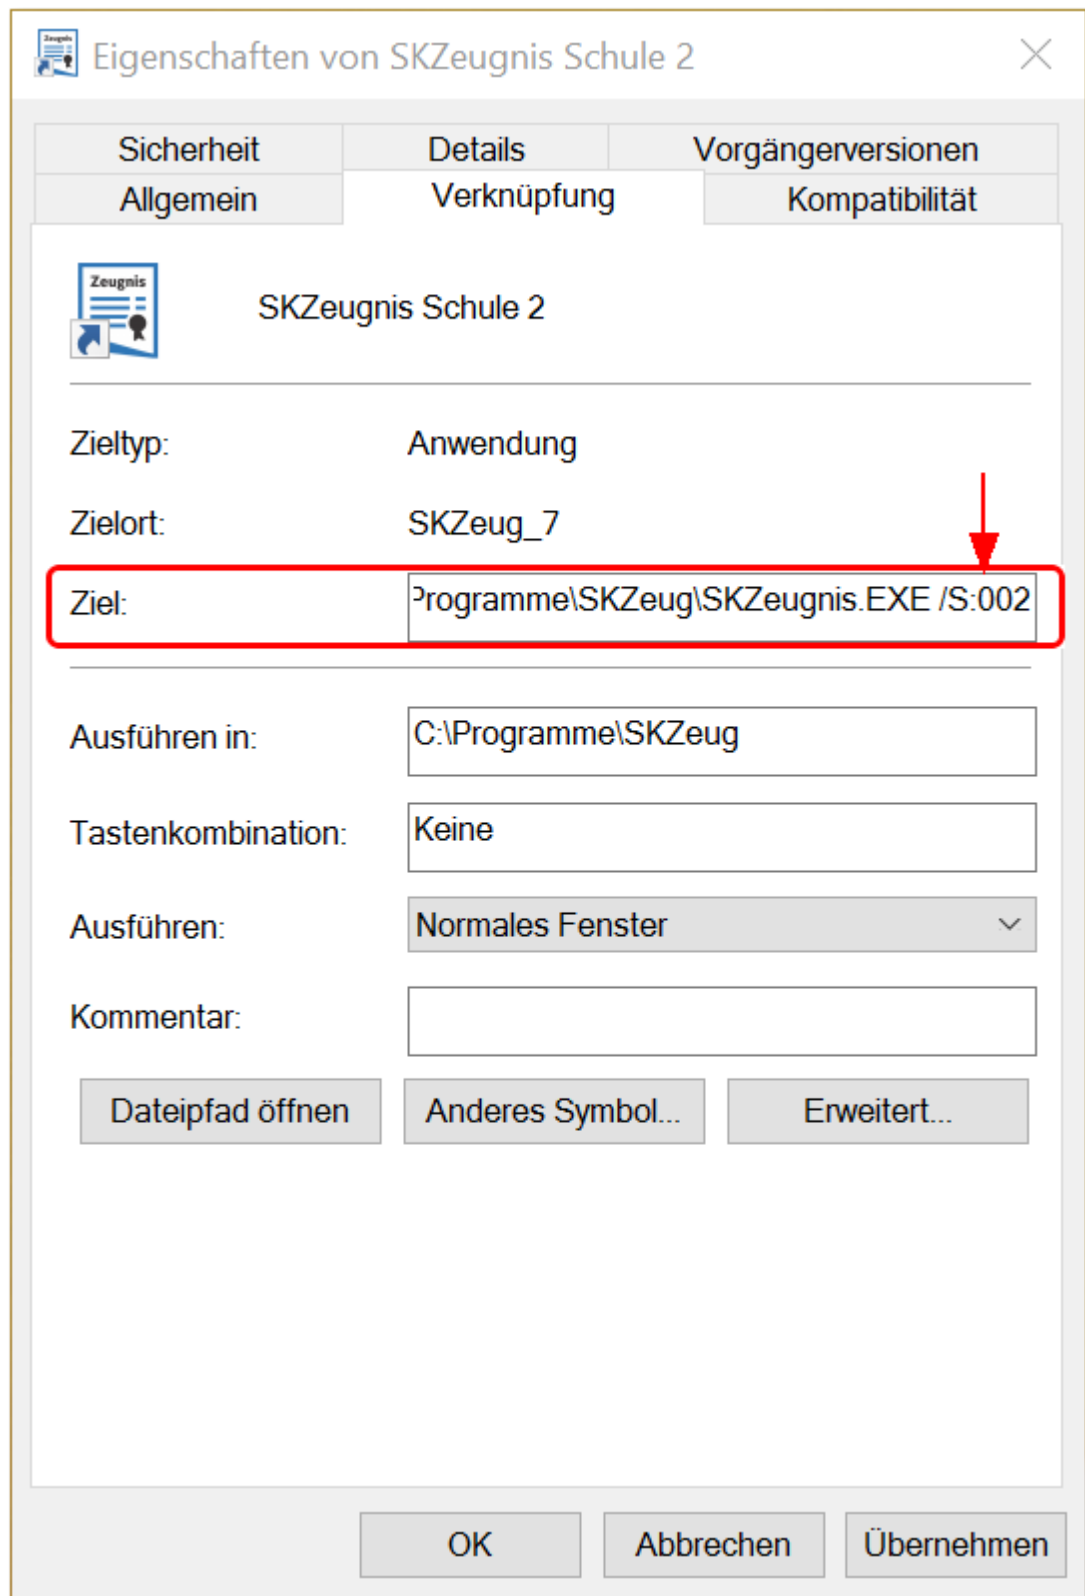 Eigenschaften von SKZeugnis Schule 2
Sicherheit Details Vorgängerversionen
Allgemein Verknüpfung Kompatibilität
Zeugnis
SKZeugnis Schule 2
Zieltyp: Anwendung
Zielort: SKZeug_7
Ziel: Programme\SKZeug\SKZeugnis.EXE /S:002
Ausführen in: C:\Programme\SKZeug
Tastenkombination: Keine
Ausführen: Normales Fenster
Kommentar:
Dateipfad öffnen Anderes Symbol... Erweitert...
OK Abbrechen Übernehmen